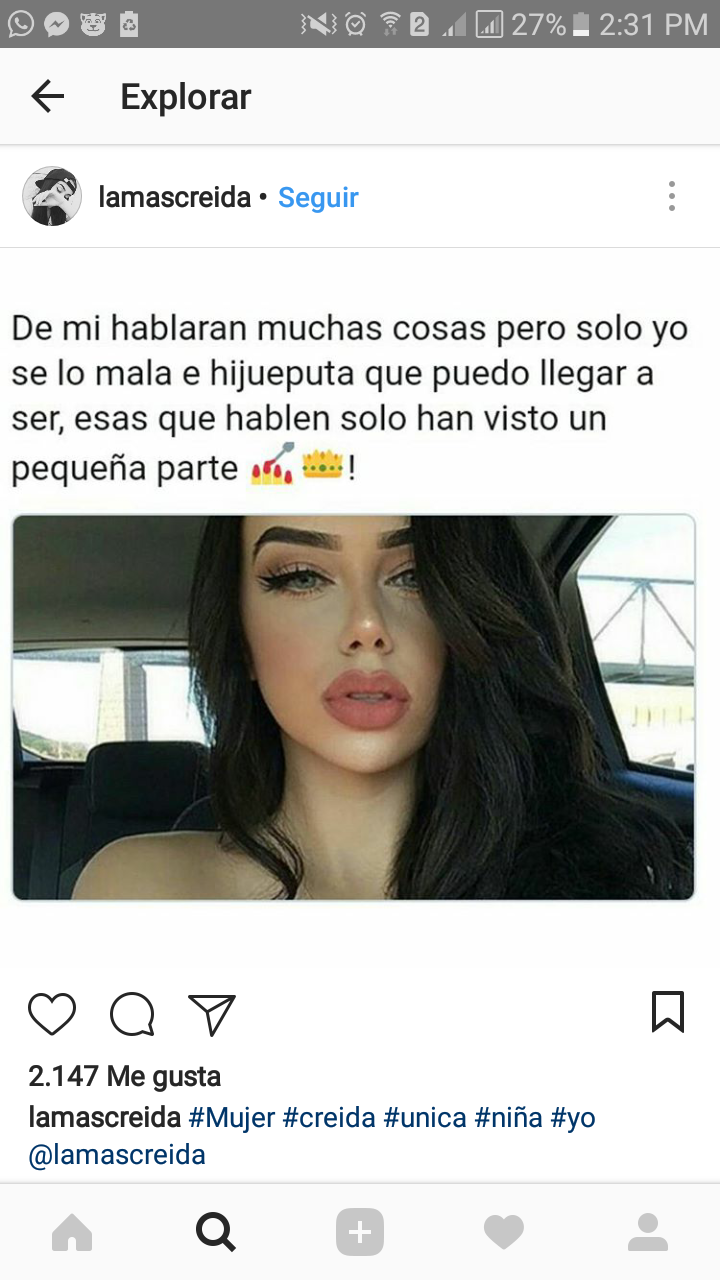 27% 2:31 PM
Explorar
lamascreida • Seguir
De mi hablaran muchas cosas pero solo yo
se lo mala e hijueputa que puedo llegar a
ser, esas que hablen solo han visto un
pequeña parte 💅👑!
2.147 Me gusta
lamascreida #Mujer #creida #unica #niña #yo
@lamascreida